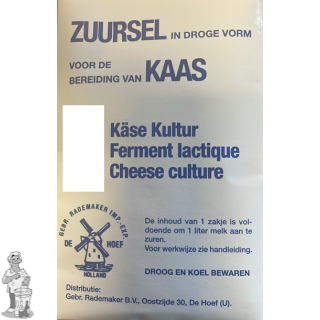 ZUURSEL IN DROGE VORM
VOOR DE
BEREIDING VAN KAAS
Käse Kultur
Ferment lactique
Cheese culture
GEBR. RADEMAKER IMP.-EXP.
DE HOEF
HOLLAND
De inhoud van 1 zakje is vol-
doende om 1 liter melk aan te
zuren.
Voor werkwijze zie handleiding.
DROOG EN KOEL BEWAREN
Distributie:
Gebr. Rademaker B.V., Oostzijde 30, De Hoef (U).